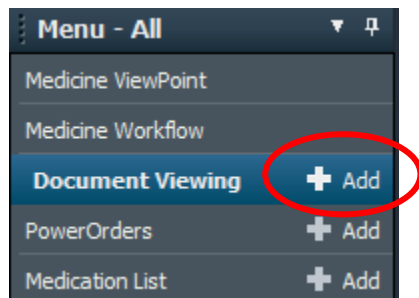 Menu - All
Medicine ViewPoint
Medicine Workflow
Document Viewing Add
PowerOrders Add
Medication List Add